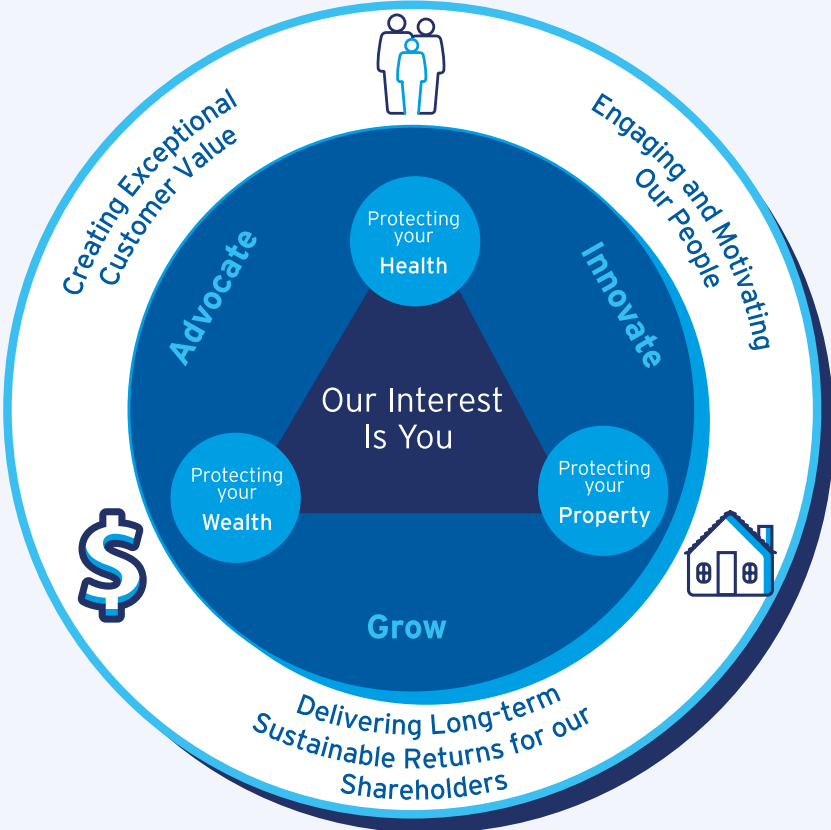 Creating Exceptional
Customer Value
Engaging and Motivating
Our People
Advocate
Innovate
Protecting
your
Health
Our Interest
Is You
Protecting
your
Wealth
Protecting
your
Property
Grow
Delivering Long-term
Sustainable Returns for our
Shareholders